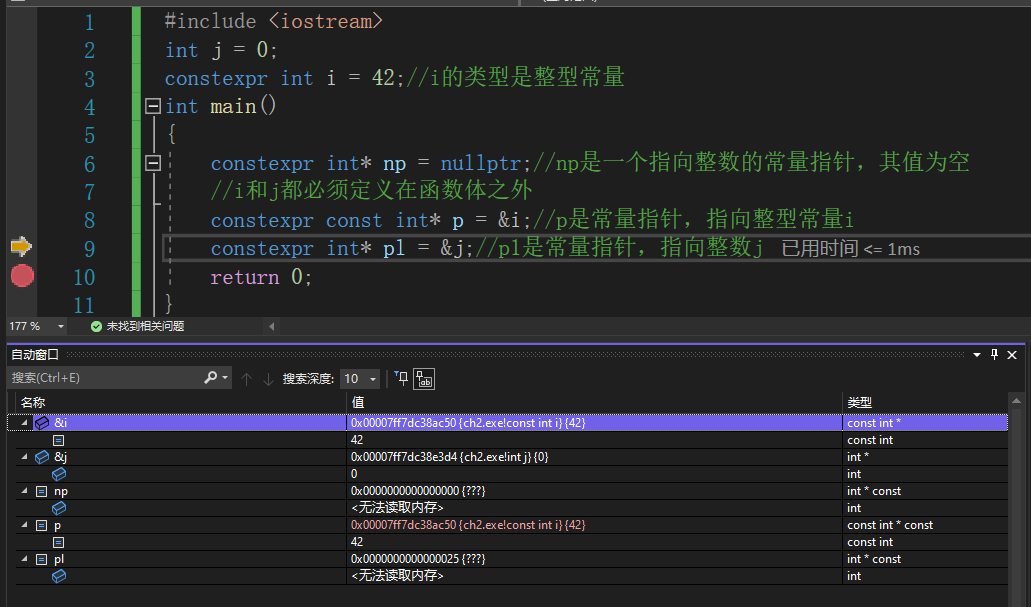 1 #include <iostream>
2 int j = 0;
3 constexpr int i = 42;//i的类型是整型常量
4 int main()
5 {
6 constexpr int* np = nullptr;//np是一个指向整数的常量指针，其值为空
7 //i和j都必须定义在函数体之外
8 constexpr const int* p = &i;//p是常量指针，指向整型常量i
9 constexpr int* pl = &j;//pl是常量指针，指向整数j 已用时间 <= 1ms
10 return 0;
11 }
177 % 未找到相关问题
自动窗口
搜索(Ctrl+E) 搜索深度: 10
名称 值 类型
&i 0x00007ff7dc38ac50 {ch2.exe!const int i} {42} const int *
42 const int
&j 0x00007ff7dc38e3d4 {ch2.exe!int j} {0} int *
0 int
np 0x0000000000000000 {???} int * const
<无法读取内存> int
p 0x00007ff7dc38ac50 {ch2.exe!const int i} {42} const int * const
42 const int
pl 0x0000000000000025 {???} int * const
<无法读取内存> int